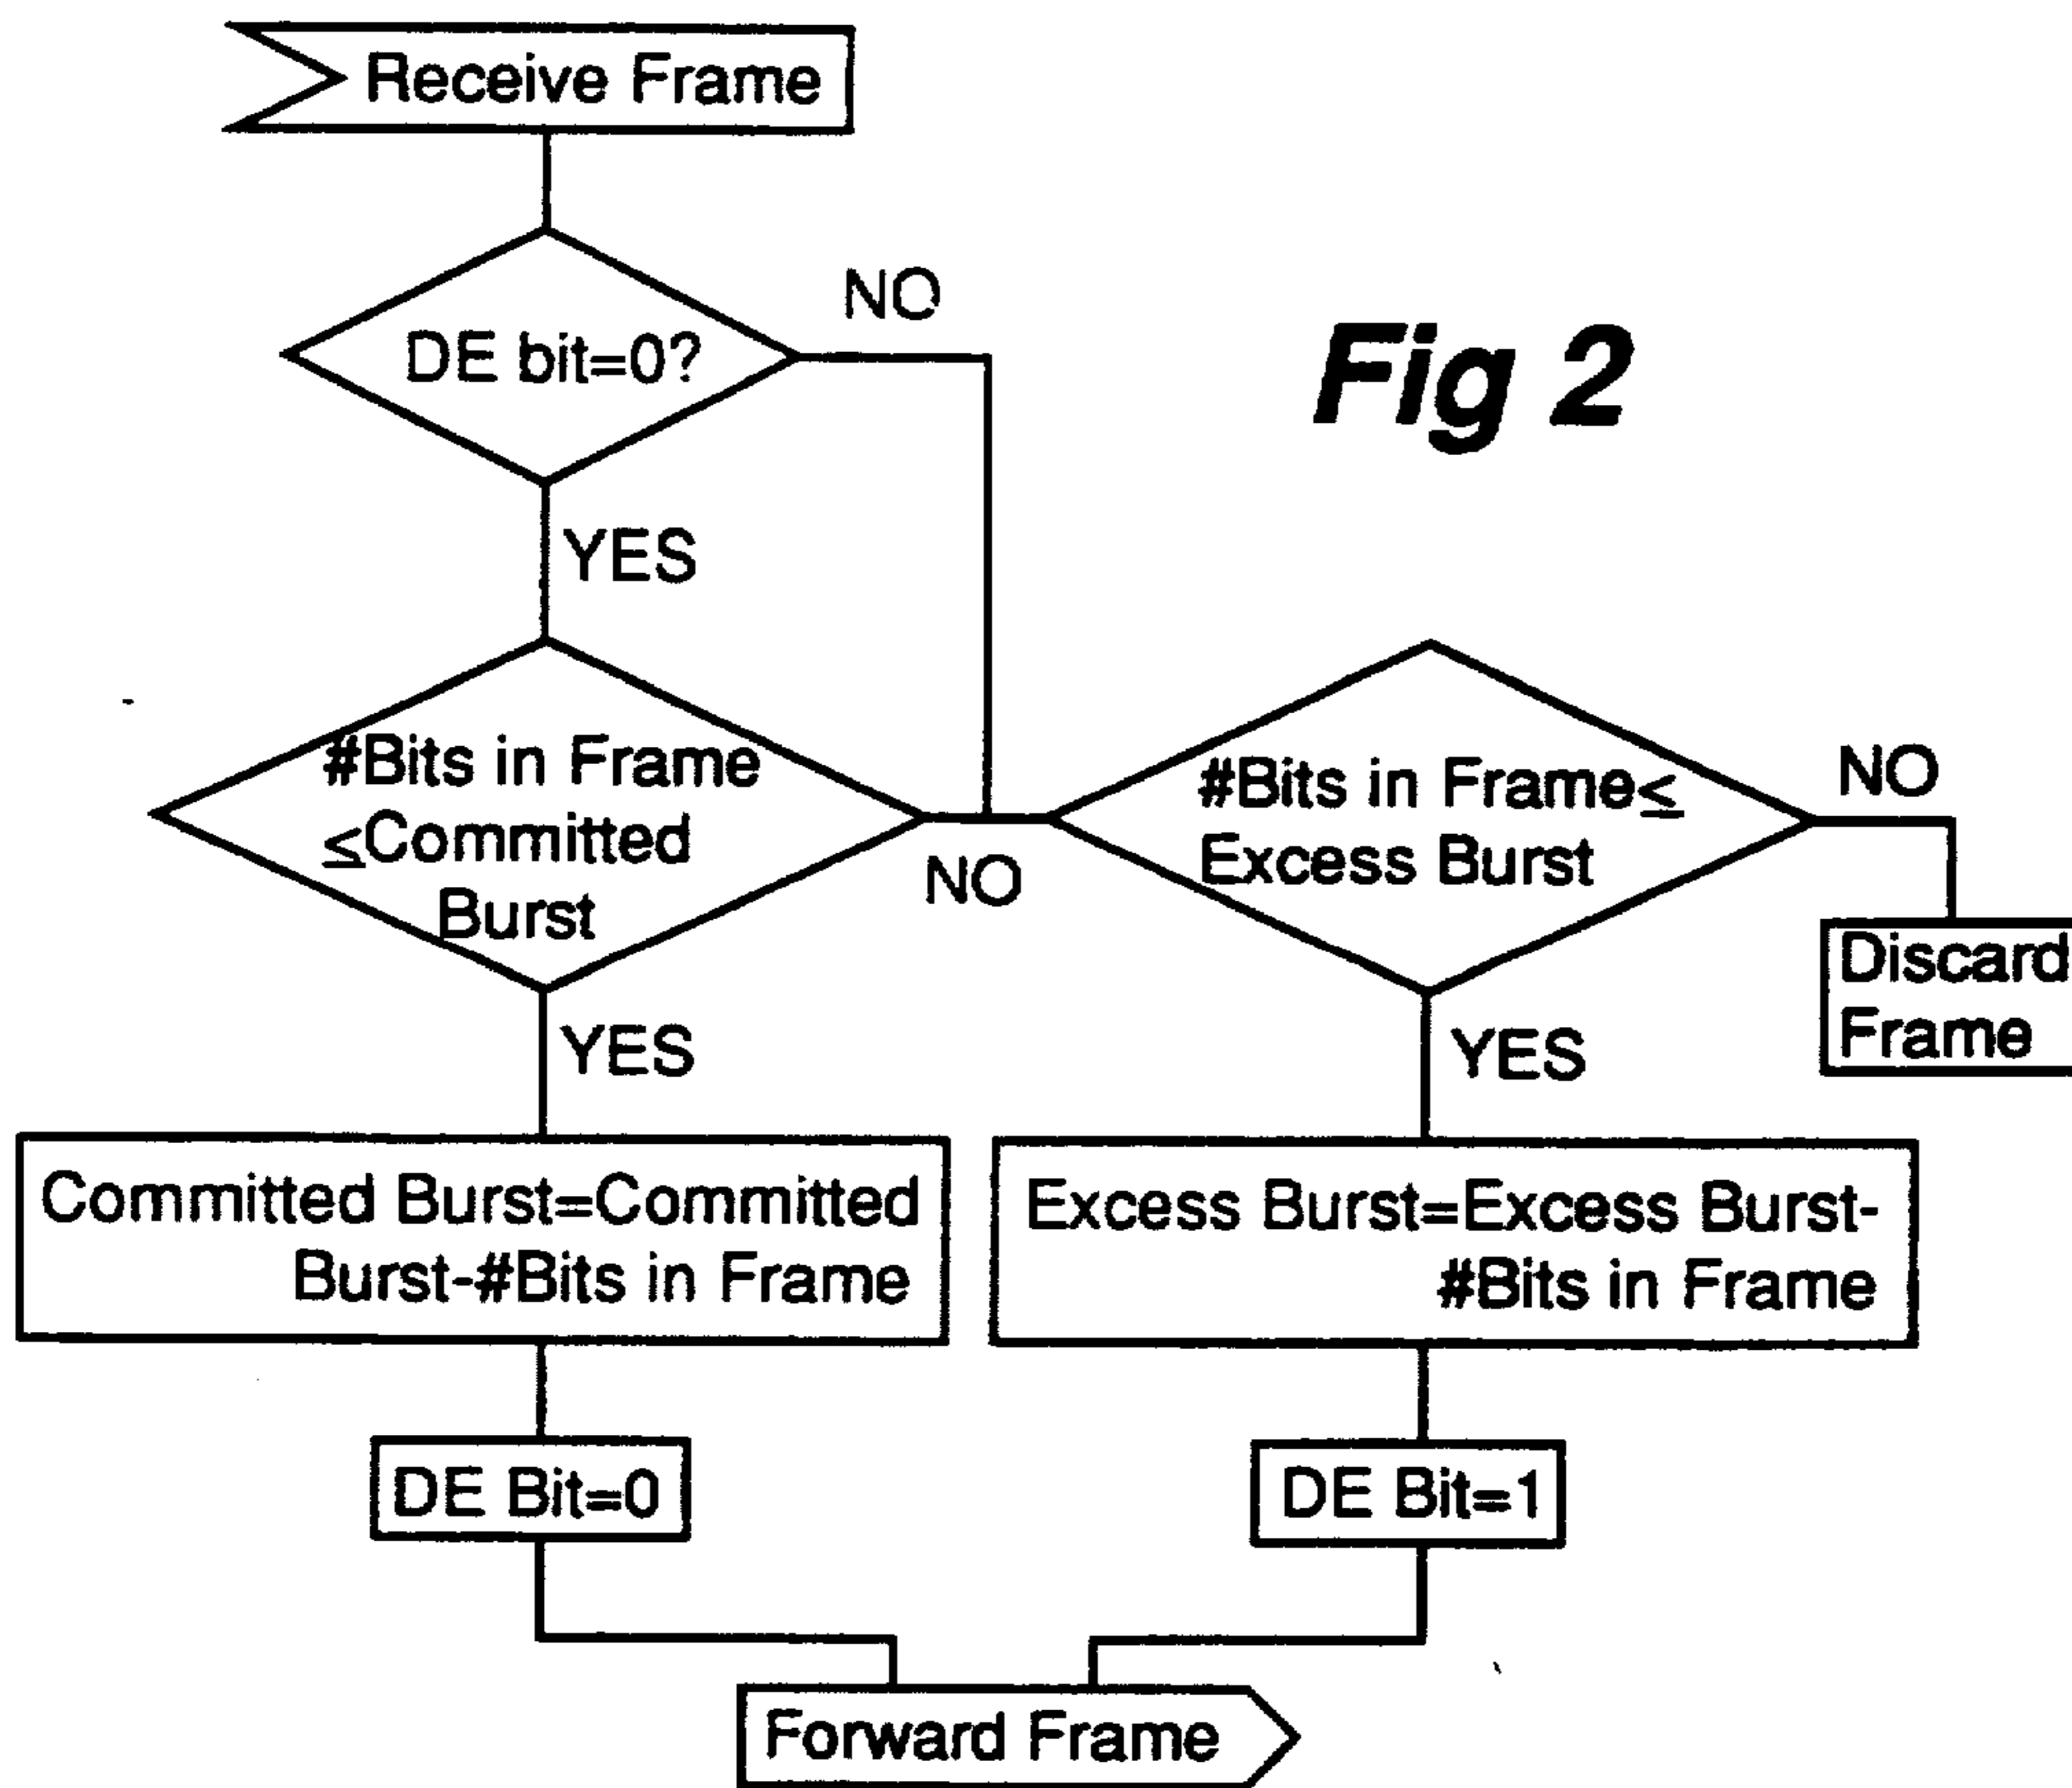 Receive Frame
NO
DE bit=0?
Fig 2
YES
#Bits in Frame
≤Committed
Burst
NO
#Bits in Frame≤
Excess Burst
NO
Discard
Frame
YES
YES
Committed Burst=Committed
Burst-#Bits in Frame
Excess Burst=Excess Burst-
#Bits in Frame
DE Bit=0
DE Bit=1
Forward Frame